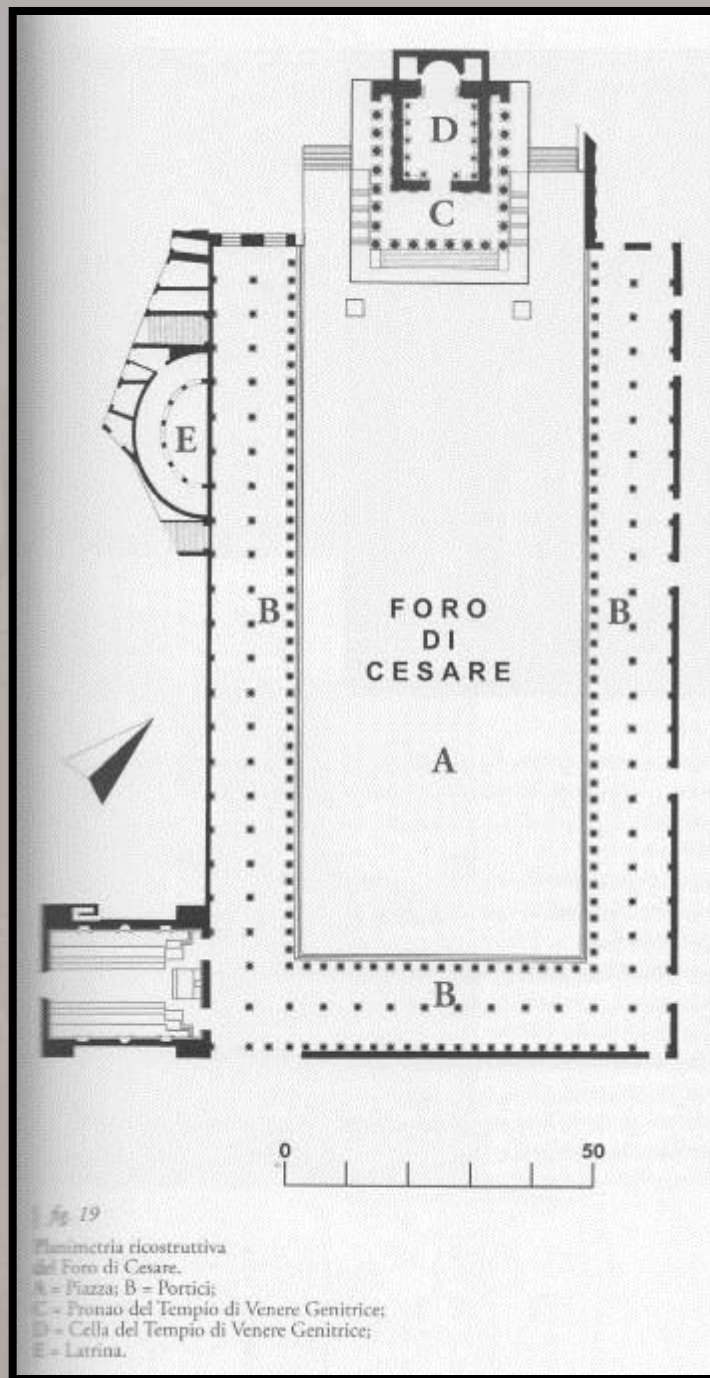 D
C
E
B
FORO
DI
CESARE
B
A
B
0 50
fig. 19
Planimetria ricostruttiva
del Foro di Cesare.
A = Piazza; B = Portici;
C = Pronao del Tempio di Venere Genitrice;
D = Cella del Tempio di Venere Genitrice;
E = Latrina.